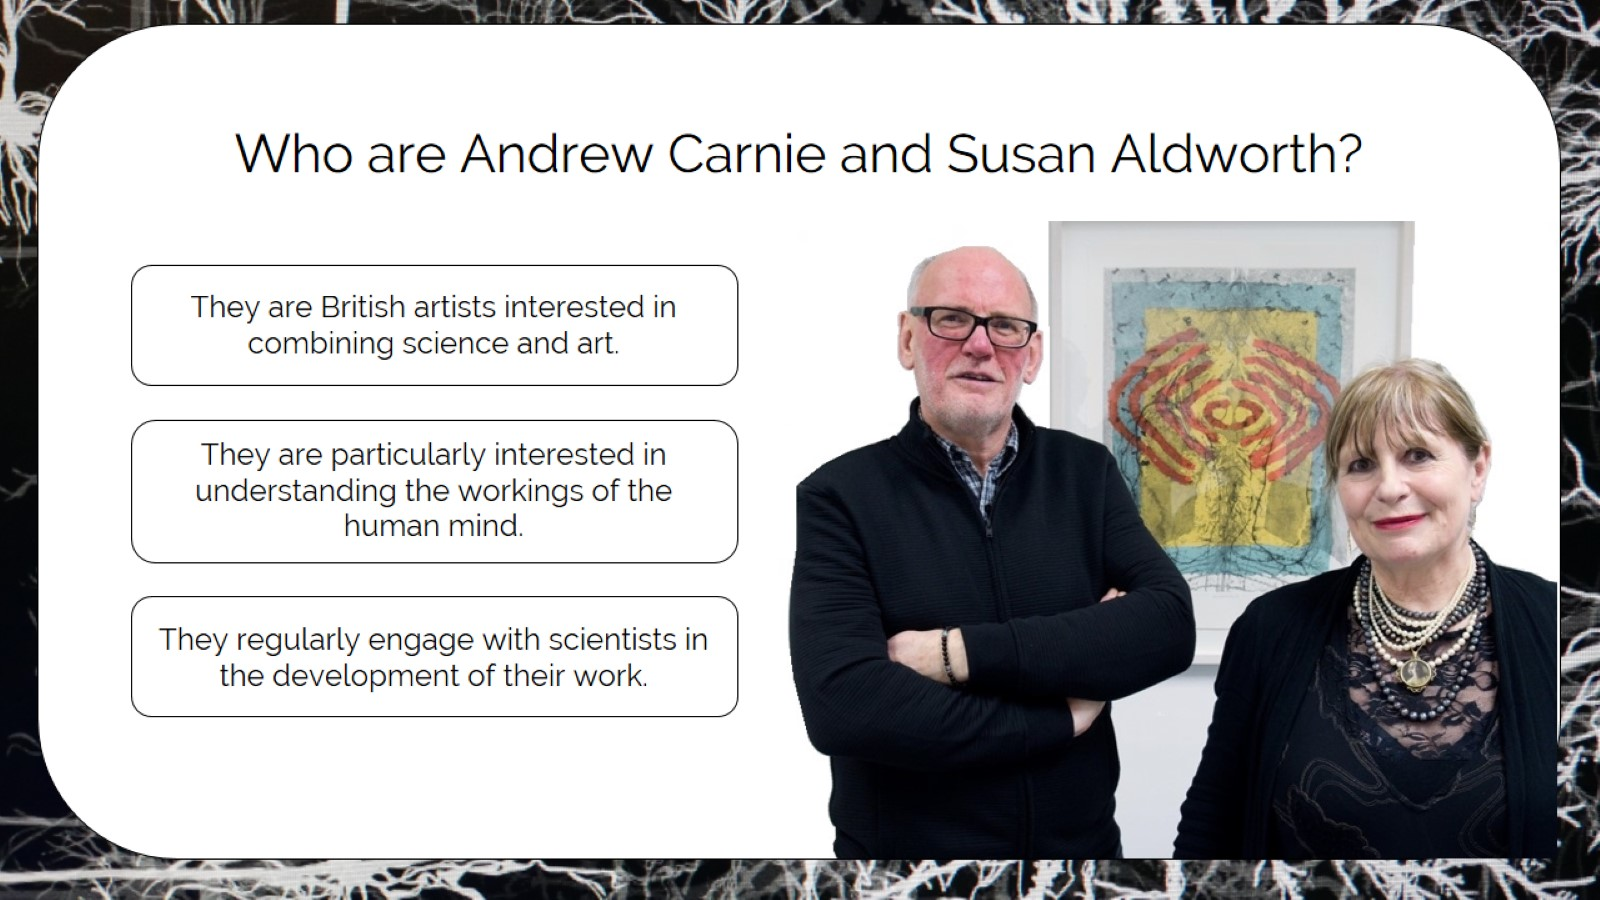 Who are Andrew Carnie and Susan Aldworth?
They are British artists interested in
combining science and art.
They are particularly interested in
understanding the workings of the
human mind.
They regularly engage with scientists in
the development of their work.